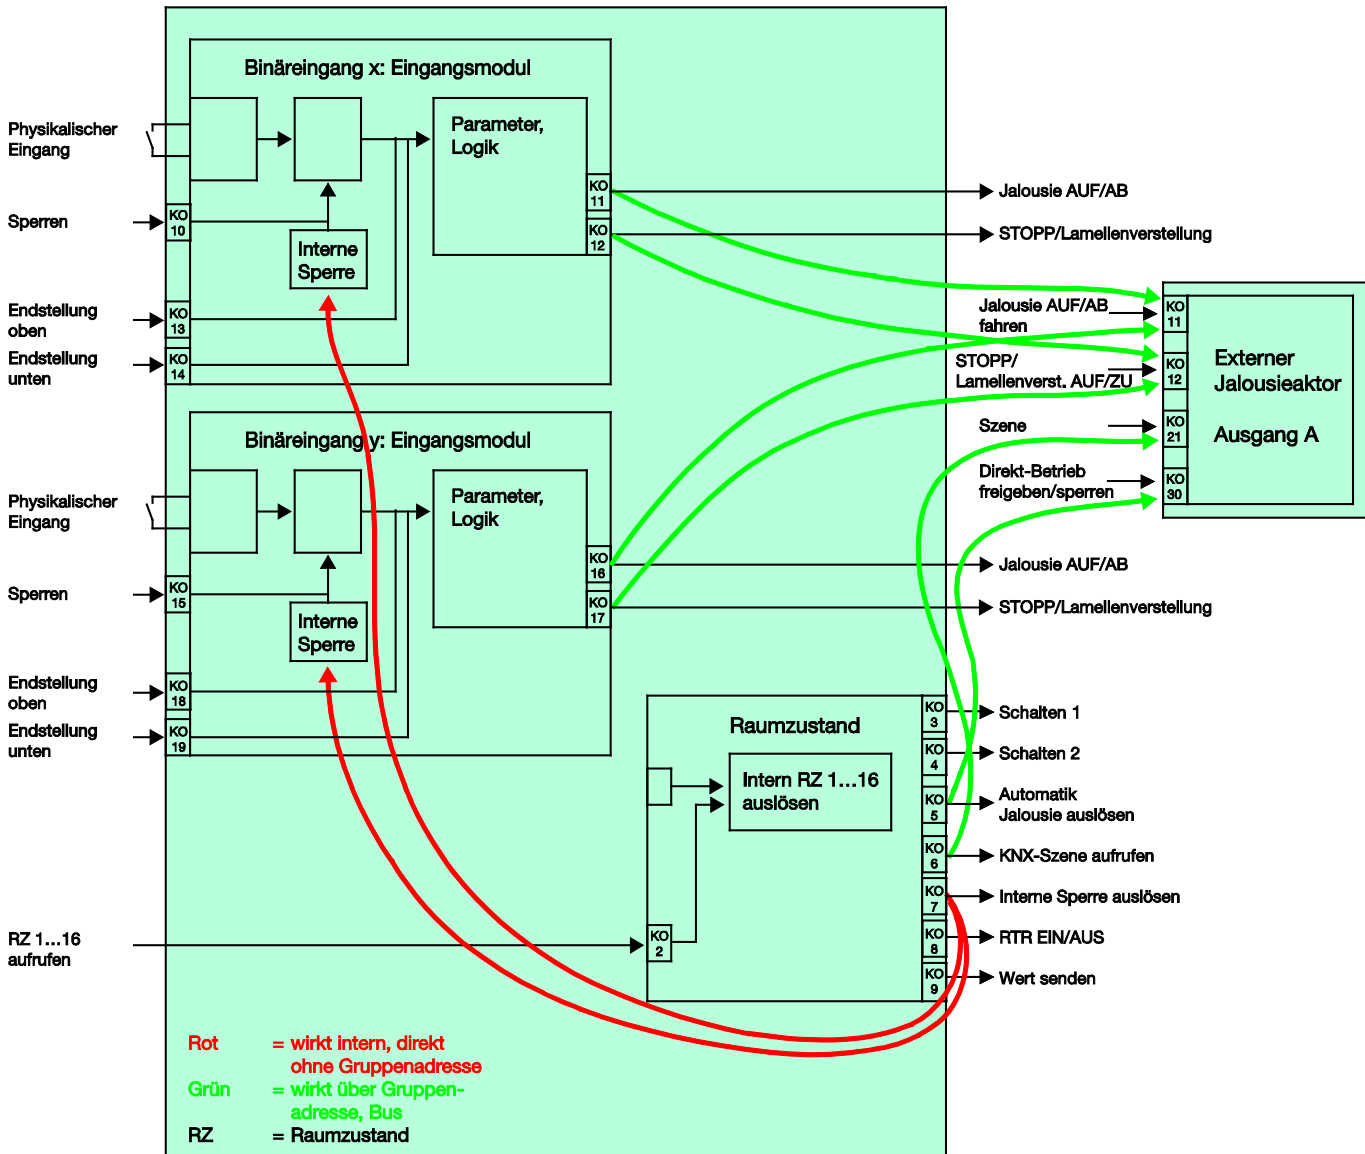 Binäreingang x: Eingangsmodul
Physikalischer
Eingang
Parameter,
Logik
KO
11
Jalousie AUF/AB
Sperren
KO
10
KO
12
STOPP/Lamellenverstellung
Interne
Sperre
Endstellung
oben
KO
13
Endstellung
unten
KO
14
Jalousie AUF/AB
fahren
KO
11
STOPP/
Lamellenverst. AUF/ZU
KO
12
Szene
KO
21
Direkt-Betrieb
freigeben/sperren
KO
30
Externer
Jalousieaktor
Ausgang A
Binäreingang y: Eingangsmodul
Physikalischer
Eingang
Parameter,
Logik
KO
16
Jalousie AUF/AB
Sperren
KO
15
KO
17
STOPP/Lamellenverstellung
Interne
Sperre
Endstellung
oben
KO
18
Endstellung
unten
KO
19
Raumzustand
Intern RZ 1...16
auslösen
KO
3
Schalten 1
KO
4
Schalten 2
KO
5
Automatik
Jalousie auslösen
KO
6
KNX-Szene aufrufen
KO
7
Interne Sperre auslösen
KO
8
RTR EIN/AUS
KO
9
Wert senden
RZ 1...16
aufrufen
KO
2
Rot = wirkt intern, direkt
ohne Gruppenadresse
Grün = wirkt über Gruppen-
adresse, Bus
RZ = Raumzustand